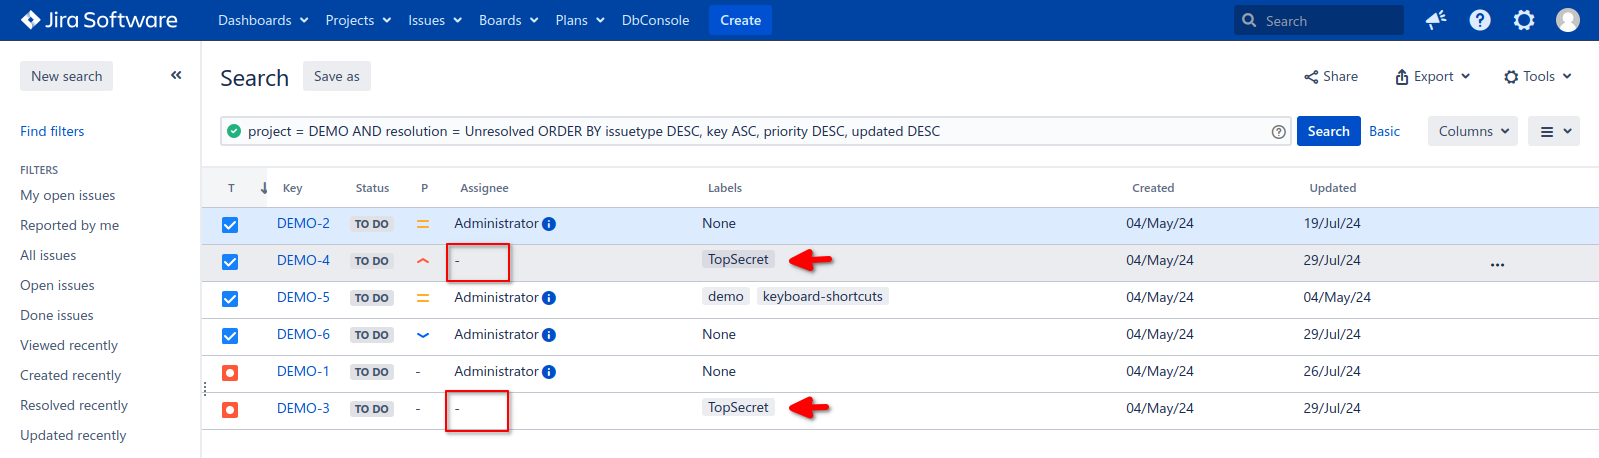 Jira Software Dashboards Projects Issues Boards Plans DbConsole Create Search
New search
Find filters
FILTERS
My open issues
Reported by me
All issues
Open issues
Done issues
Viewed recently
Created recently
Resolved recently
Updated recently
Search Save as Share Export Tools
project = DEMO AND resolution = Unresolved ORDER BY issuetype DESC, key ASC, priority DESC, updated DESC Search Basic Columns
T Key Status P Assignee Labels Created Updated
DEMO-2 TO DO Administrator None 04/May/24 19/Jul/24
DEMO-4 TO DO - TopSecret 04/May/24 29/Jul/24
DEMO-5 TO DO Administrator demo keyboard-shortcuts 04/May/24 04/May/24
DEMO-6 TO DO Administrator None 04/May/24 29/Jul/24
DEMO-1 TO DO - Administrator None 04/May/24 26/Jul/24
DEMO-3 TO DO - - TopSecret 04/May/24 29/Jul/24